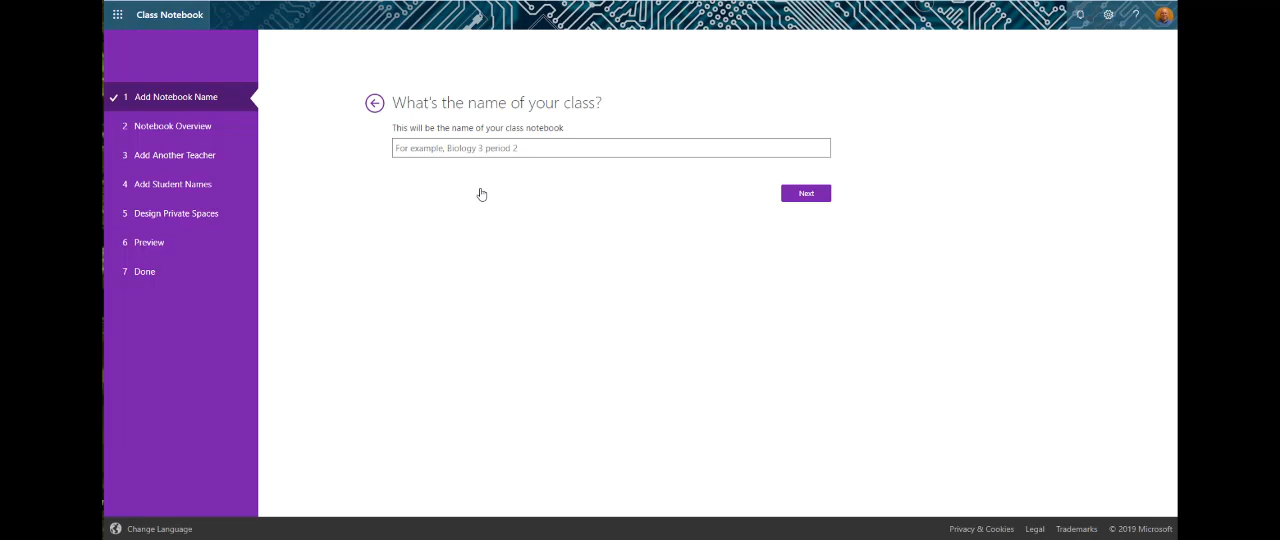 Class Notebook
?
1 Add Notebook Name
2 Notebook Overview
3 Add Another Teacher
4 Add Student Names
5 Design Private Spaces
6 Preview
7 Done
What's the name of your class?
This will be the name of your class notebook
For example, Biology 3 period 2
Next
Change Language
Privacy & Cookies Legal Trademarks © 2019 Microsoft